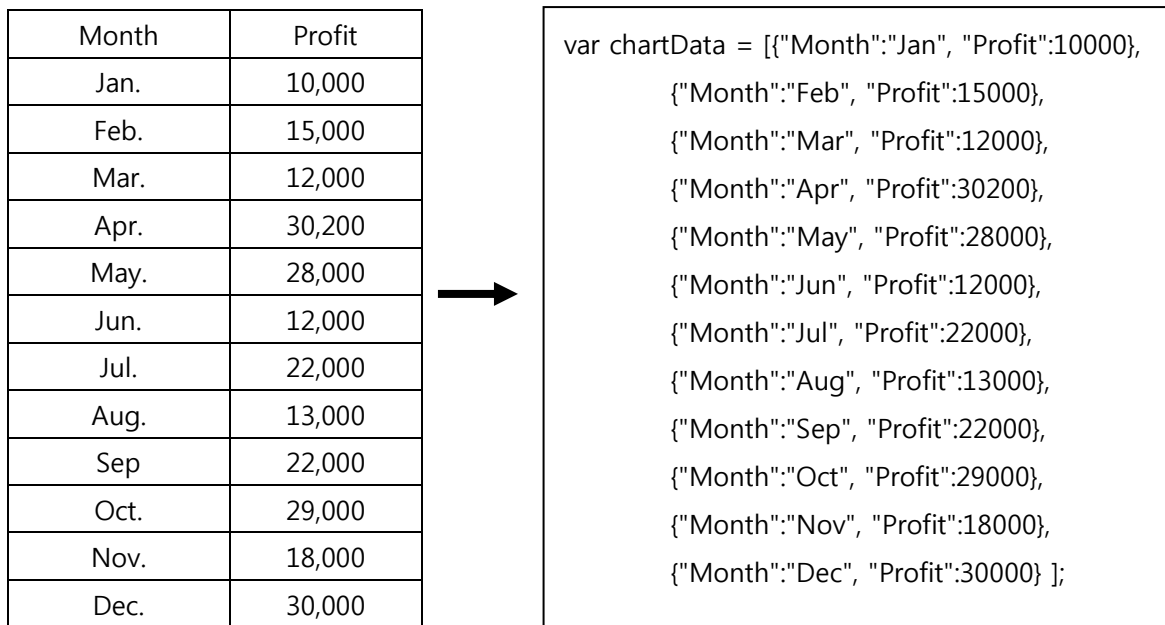 Month Profit
Jan. 10,000
Feb. 15,000
Mar. 12,000
Apr. 30,200
May. 28,000
Jun. 12,000
Jul. 22,000
Aug. 13,000
Sep 22,000
Oct. 29,000
Nov. 18,000
Dec. 30,000
var chartData = [{"Month":"Jan", "Profit":10000},
{"Month":"Feb", "Profit":15000},
{"Month":"Mar", "Profit":12000},
{"Month":"Apr", "Profit":30200},
{"Month":"May", "Profit":28000},
{"Month":"Jun", "Profit":12000},
{"Month":"Jul", "Profit":22000},
{"Month":"Aug", "Profit":13000},
{"Month":"Sep", "Profit":22000},
{"Month":"Oct", "Profit":29000},
{"Month":"Nov", "Profit":18000},
{"Month":"Dec", "Profit":30000} ];